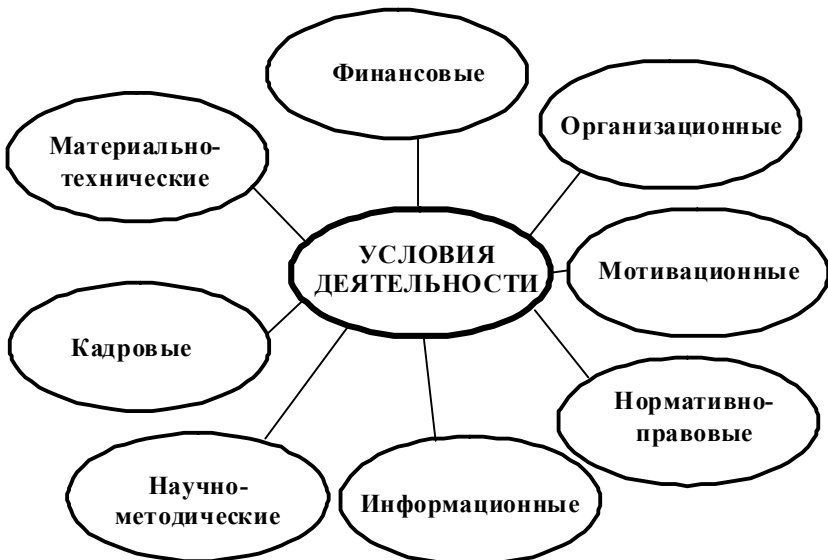 Финансовые
Организационные
Материально-
технические
УСЛОВИЯ
ДЕЯТЕЛЬНОСТИ
Мотивационные
Кадровые
Нормативно-
правовые
Научно-
методические
Информационные